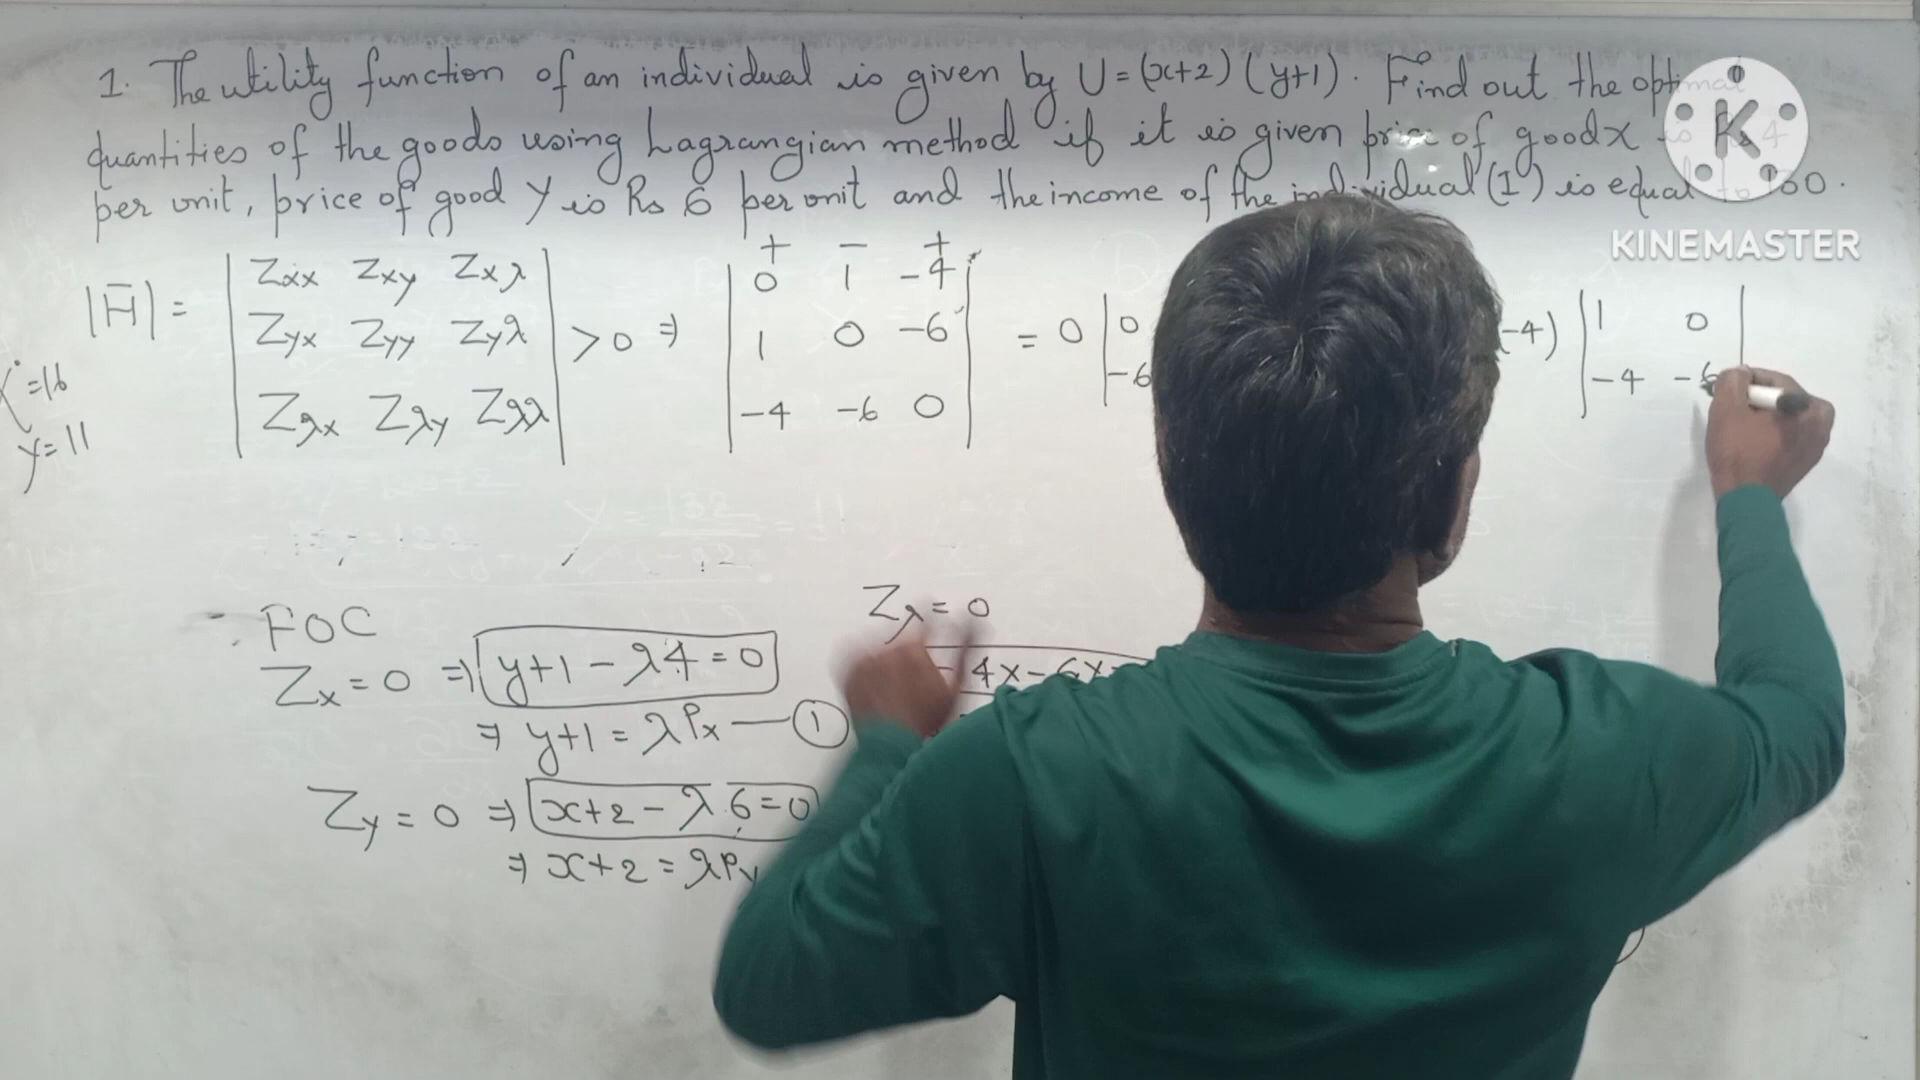 1. The utility function of an individual is given by U = (x+2) (y+1). Find out the optimal
quantities of the goods using Lagrangian method if it is given price of good x is Rs 4
per unit, price of good y is Rs 6 per unit and the income of the individual (I) is equal to 130.
KINEMASTER
K
|H̄| = | Zxx Zxy Zxλ | | 0 1 -4 |
| Zyx Zyy Zyλ | > 0 ⇒ | 1 0 -6 | = 0 | 0 -4) | 1 0 |
| Zλx Zλy Zλλ | | -4 -6 0 | | -6 | -4 -6
+ - +
x = 16
y = 11
FOC
Zx = 0 ⇒ y+1 - λ4 = 0
⇒ y+1 = λPx — 1
Zy = 0 ⇒ x+2 - λ6 = 0
⇒ x+2 = λPy
Zλ = 0
- 4x - 6y